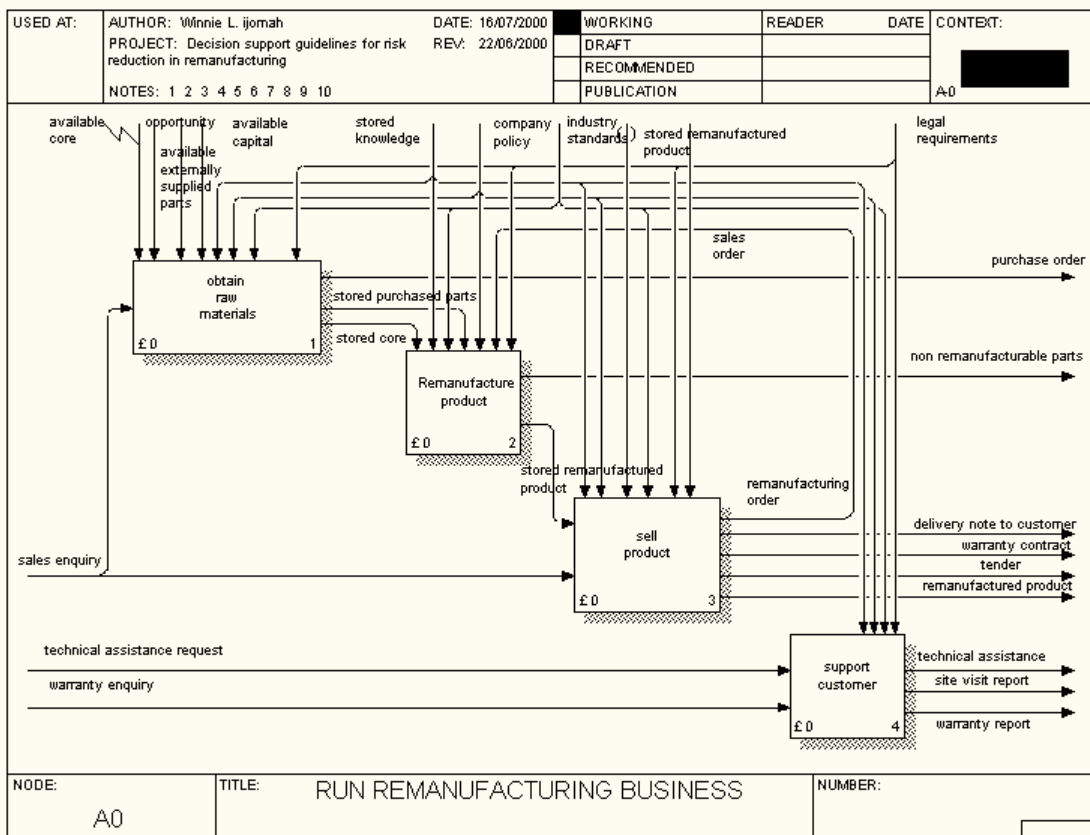 USED AT:
AUTHOR: Winnie L. ijomah
DATE: 16/07/2000
PROJECT: Decision support guidelines for risk
REV: 22/06/2000
reduction in remanufacturing
NOTES: 1 2 3 4 5 6 7 8 9 10
WORKING
DRAFT
RECOMMENDED
PUBLICATION
READER
DATE
CONTEXT:
A-0
available
core
opportunity
available
capital
available
externally
supplied
parts
stored
knowledge
company
policy
industry
standards( )
stored remanufactured
product
legal
requirements
sales
order
purchase order
obtain
raw
materials
£ 0
1
stored purchased parts
stored core
non remanufacturable parts
Remanufacture
product
£ 0
2
stored remanufactured
product
remanufacturing
order
delivery note to customer
warranty contract
tender
remanufactured product
sell
product
£ 0
3
sales enquiry
technical assistance request
warranty enquiry
support
customer
£ 0
4
technical assistance
site visit report
warranty report
NODE:
A0
TITLE:
RUN REMANUFACTURING BUSINESS
NUMBER: